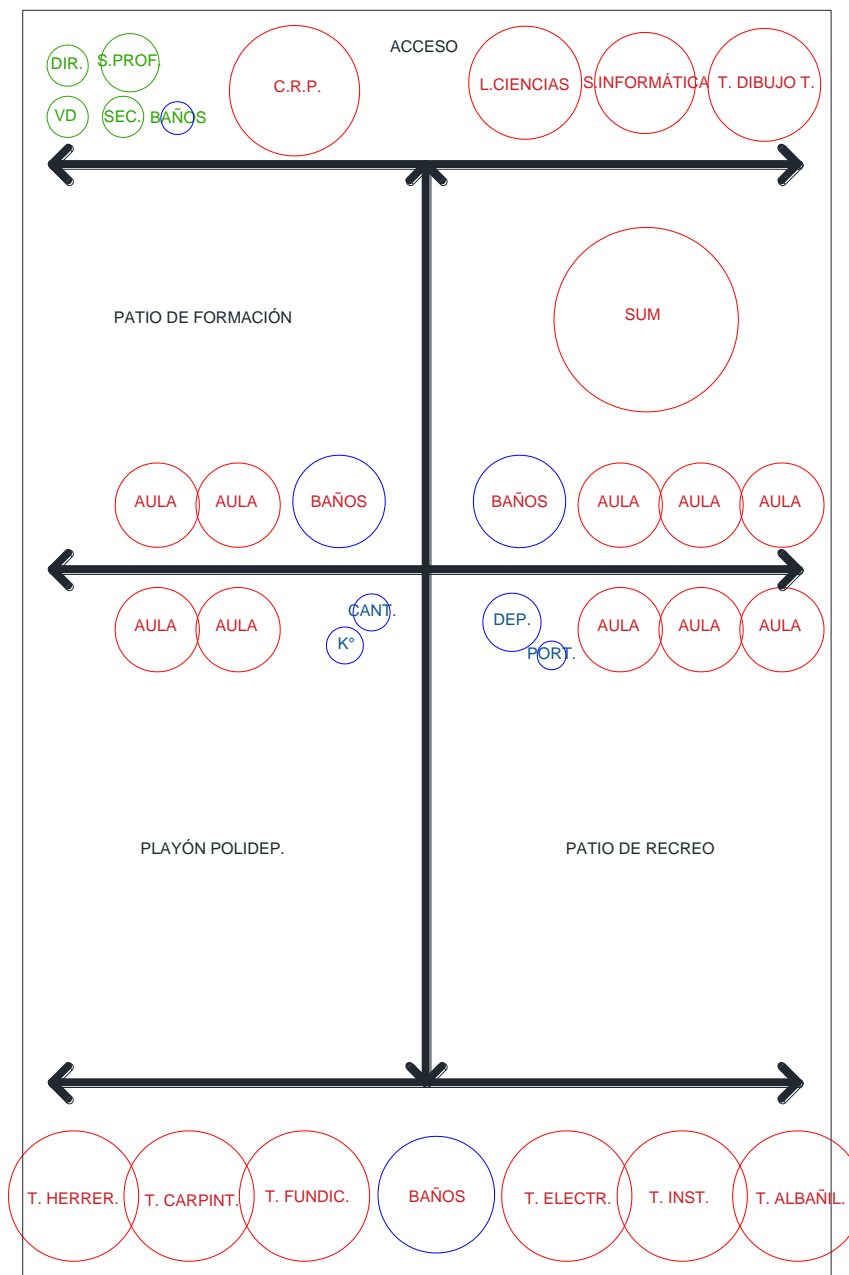 ACCESO
DIR.
S.PROF.
C.R.P.
L.CIENCIAS
S.INFORMÁTICA
T. DIBUJO T.
VD
SEC.
BAÑOS
PATIO DE FORMACIÓN
SUM
AULA
AULA
BAÑOS
BAÑOS
AULA
AULA
AULA
AULA
AULA
CANT.
K°
DEP.
PORT.
AULA
AULA
AULA
PLAYÓN POLIDEP.
PATIO DE RECREO
T. HERRER.
T. CARPINT.
T. FUNDIC.
BAÑOS
T. ELECTR.
T. INST.
T. ALBAÑIL.